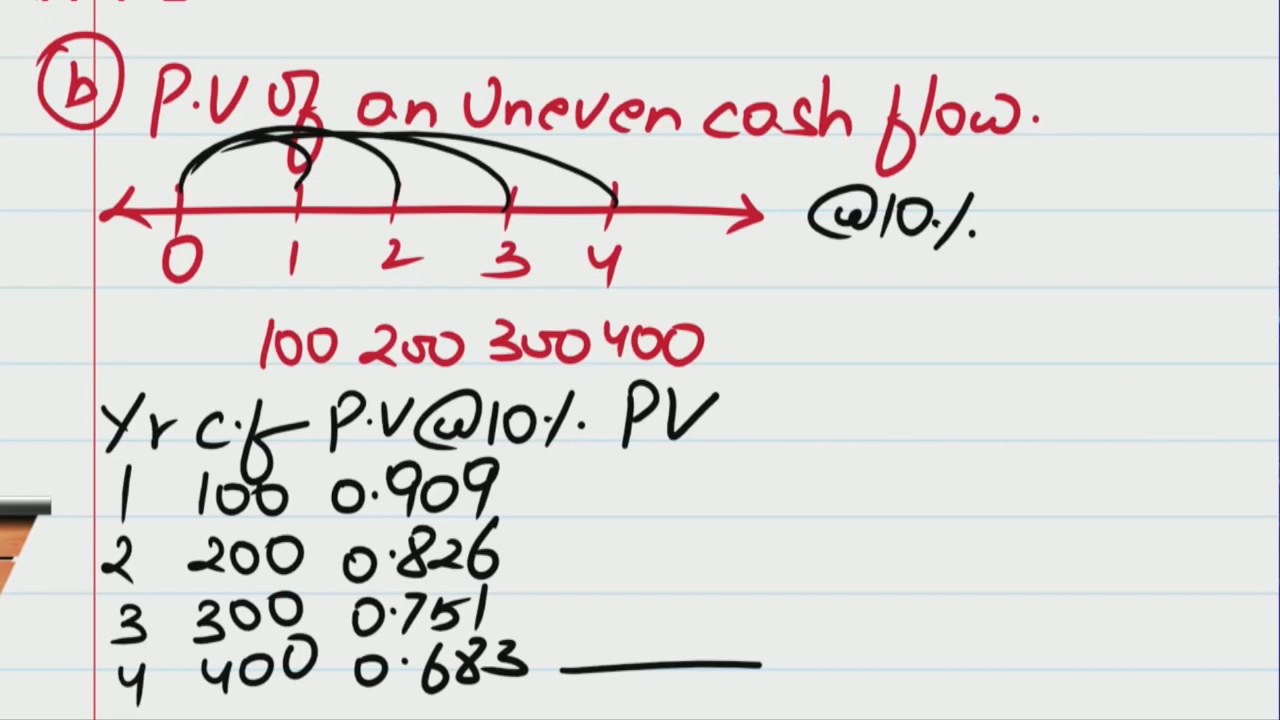 b P.V of an Uneven cash flow.
@10%
0 1 2 3 4
100 200 300 400
Yr c.f P.V@10% PV
1 100 0.909
2 200 0.826
3 300 0.751
4 400 0.683